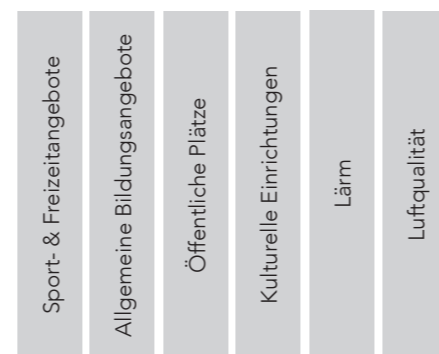 Sport- & Freizeitangebote
Allgemeine Bildungsangebote
Öffentliche Plätze
Kulturelle Einrichtungen
Lärm
Luftqualität